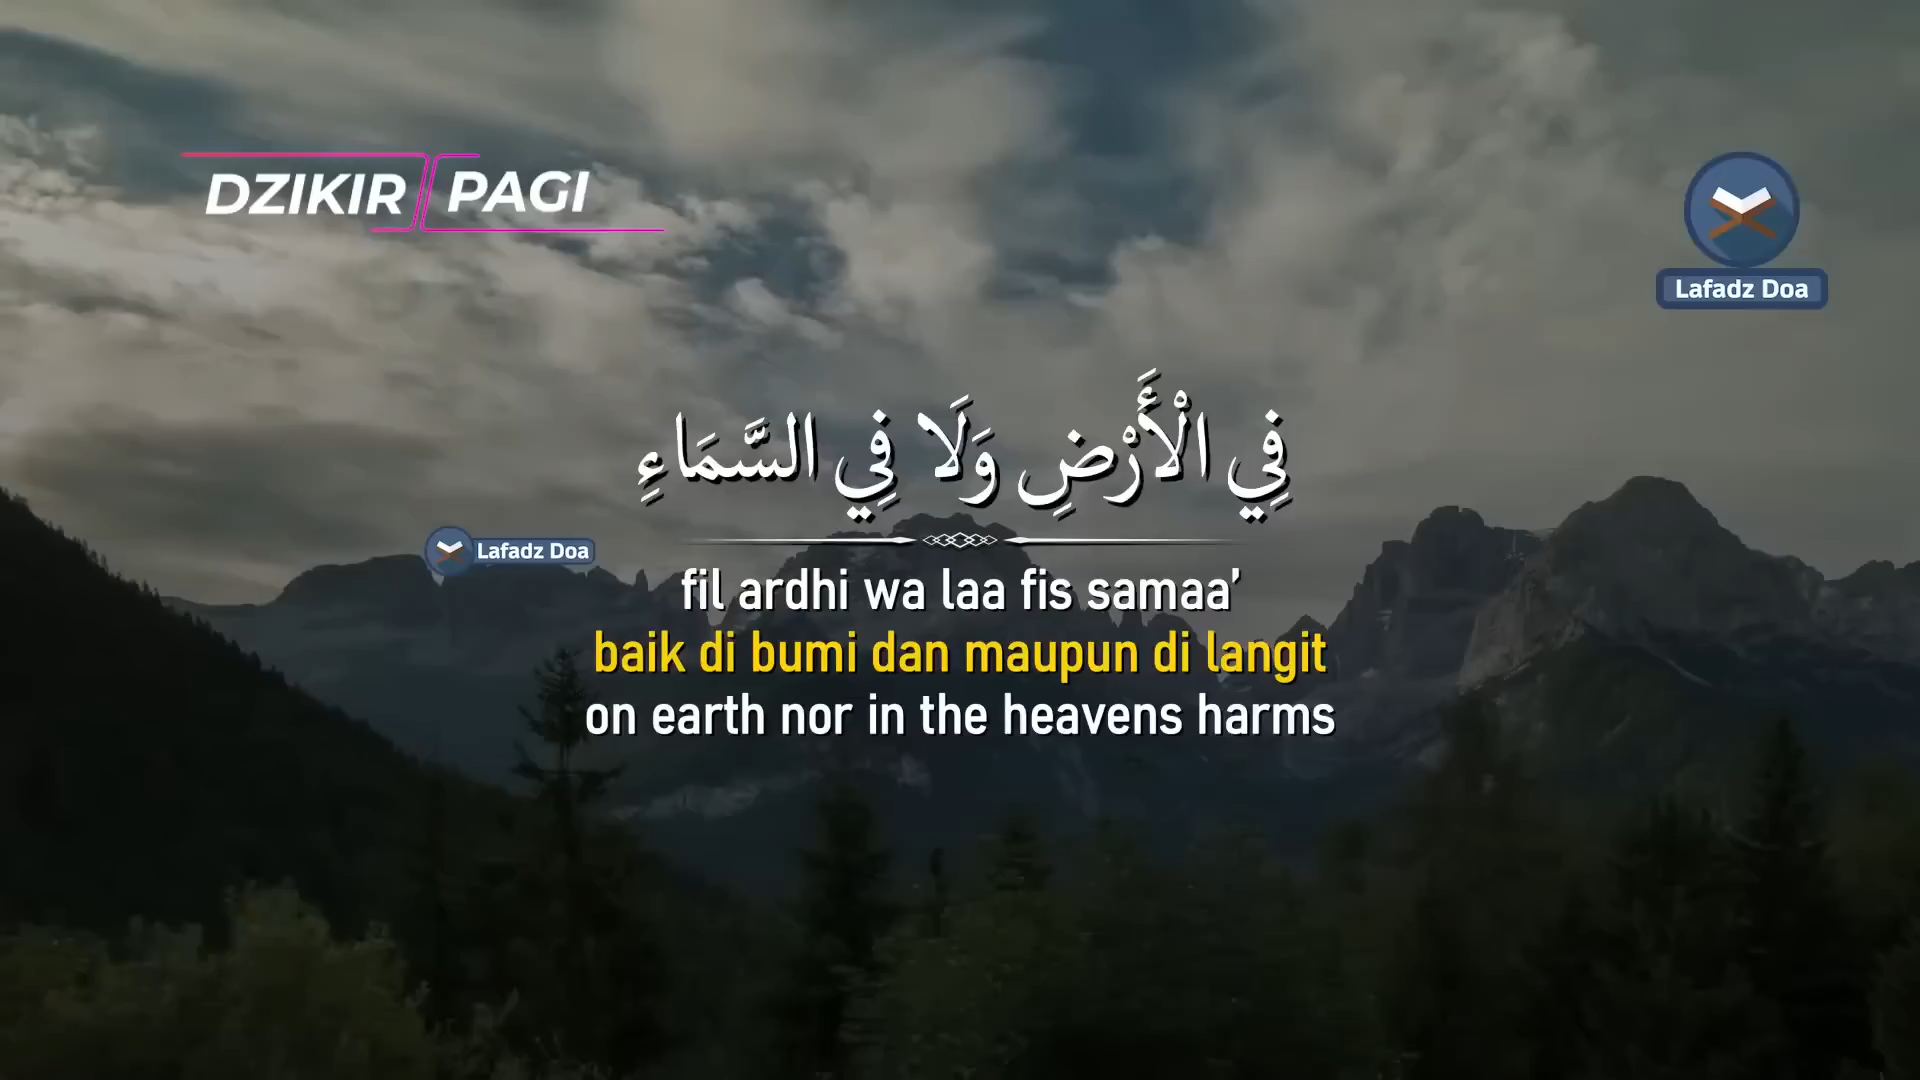 DZIKIR PAGI
Lafadz Doa
فِي الْأَرْضِ وَلَا فِي السَّمَاءِ
Lafadz Doa
fil ardhi wa laa fis samaa’
baik di bumi dan maupun di langit
on earth nor in the heavens harms